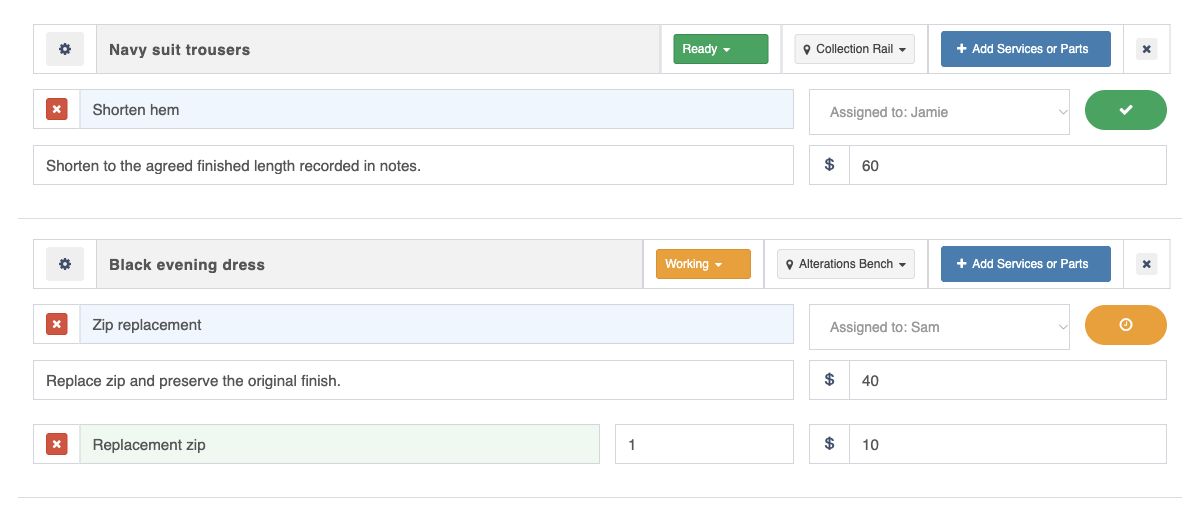 Navy suit trousers Ready Collection Rail + Add Services or Parts
Shorten hem Assigned to: Jamie
Shorten to the agreed finished length recorded in notes. $ 60
Black evening dress Working Alterations Bench + Add Services or Parts
Zip replacement Assigned to: Sam
Replace zip and preserve the original finish. $ 40
Replacement zip 1 $ 10